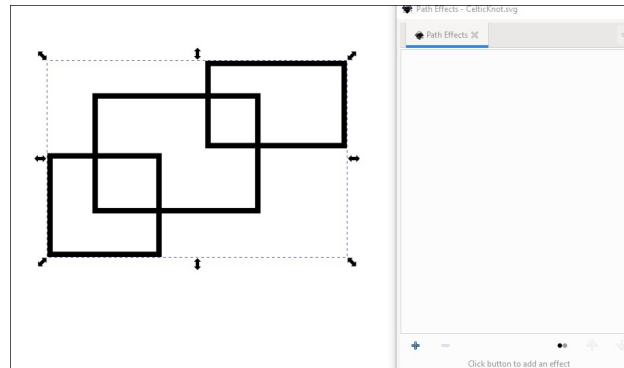 Path Effects - CelticKnot.svg
Path Effects
Click button to add an effect